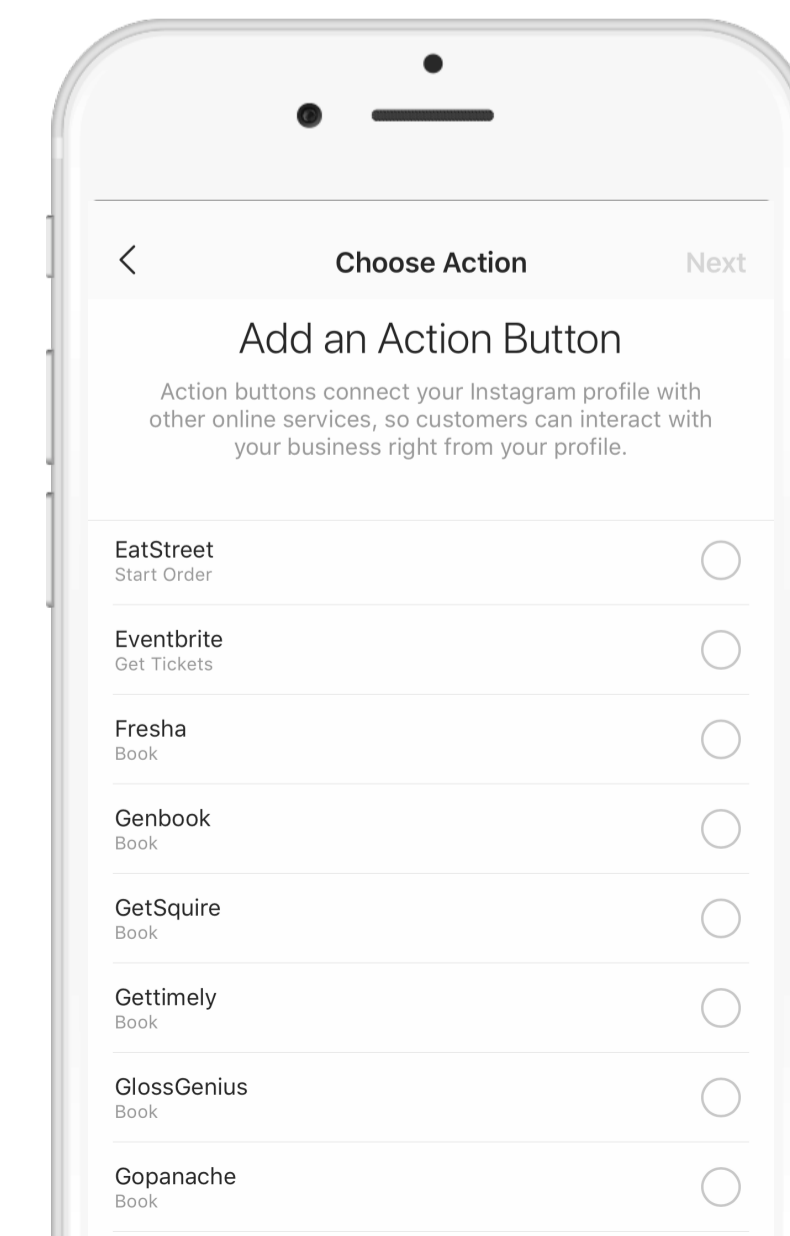 Choose Action
Next
Add an Action Button
Action buttons connect your Instagram profile with
other online services, so customers can interact with
your business right from your profile.
EatStreet
Start Order
Eventbrite
Get Tickets
Fresha
Book
Genbook
Book
GetSquire
Book
Gettimely
Book
GlossGenius
Book
Gopanache
Book